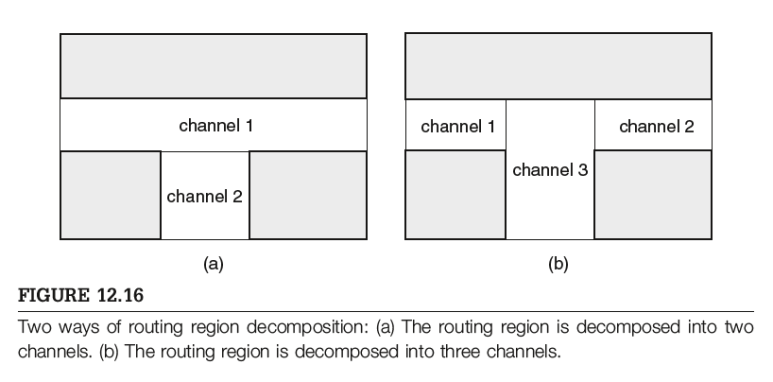 channel 1
channel 2
(a)
channel 1
channel 2
channel 3
(b)
FIGURE 12.16
Two ways of routing region decomposition: (a) The routing region is decomposed into two
channels. (b) The routing region is decomposed into three channels.